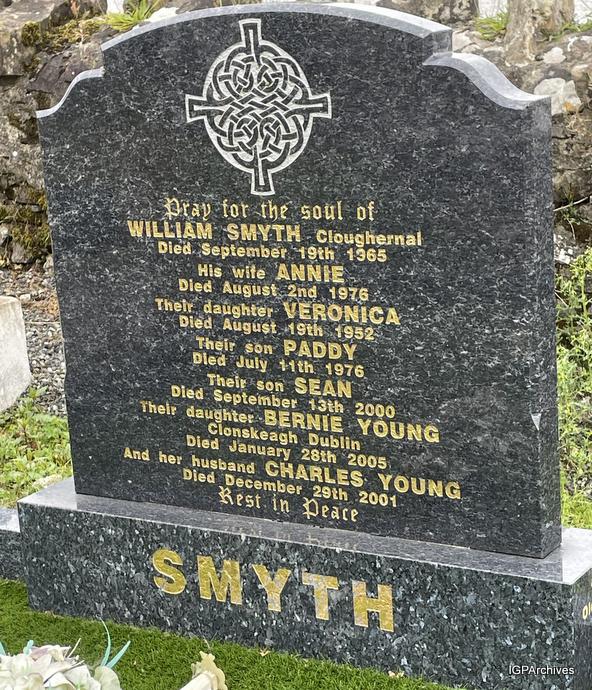 Pray for the soul of
WILLIAM SMYTH Cloughernal
Died September 19th 1965
His wife ANNIE
Died August 2nd 1976
Their daughter VERONICA
Died August 19th 1952
Their son PADDY
Died July 11th 1976
Their son SEAN
Died September 13th 2000
Their daughter BERNIE YOUNG
Clonskeagh Dublin
Died January 28th 2005
And her husband CHARLES YOUNG
Died December 29th 2001
Rest in Peace
SMYTH
IGPArchives